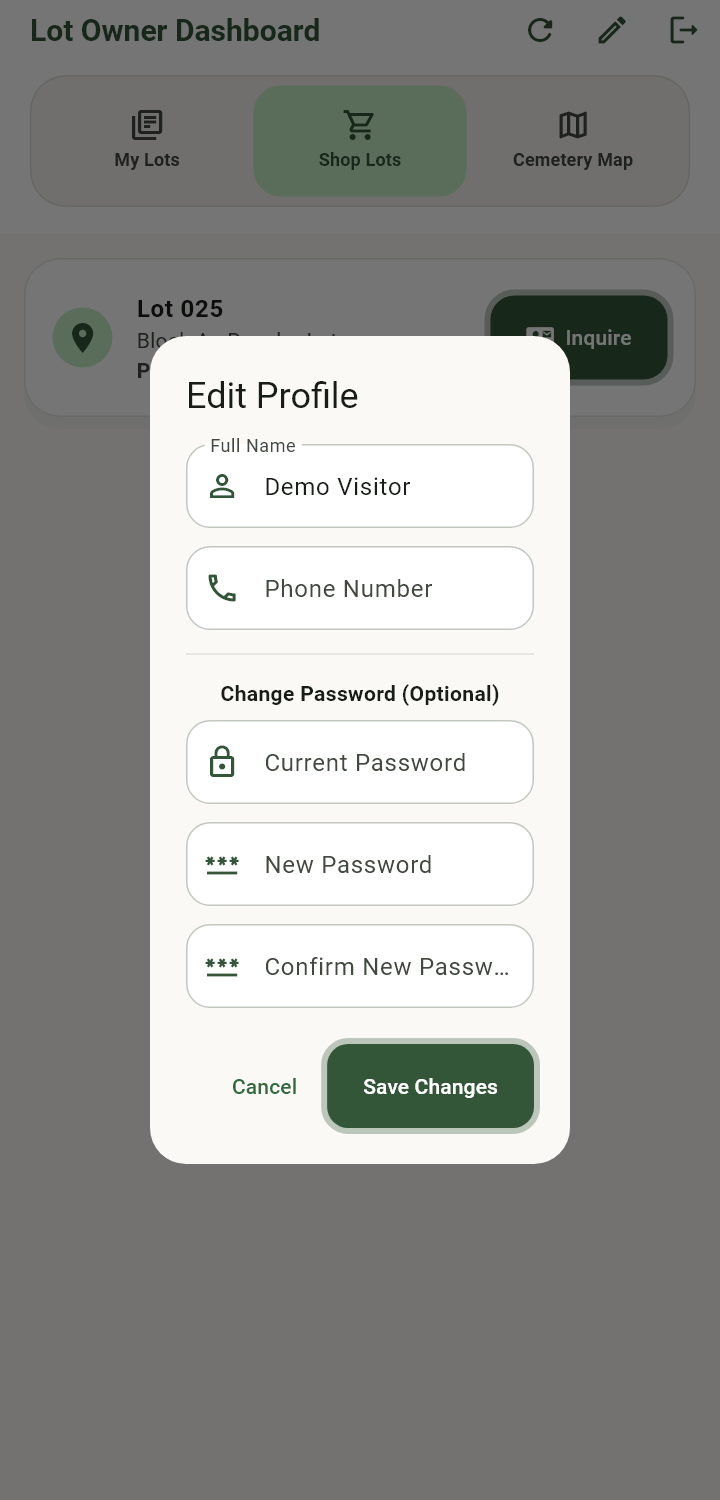 Lot Owner Dashboard
My Lots
Shop Lots
Cemetery Map
Lot 025
Inquire
Edit Profile
Full Name
Demo Visitor
Phone Number
Change Password (Optional)
Current Password
New Password
Confirm New Passw…
Cancel
Save Changes